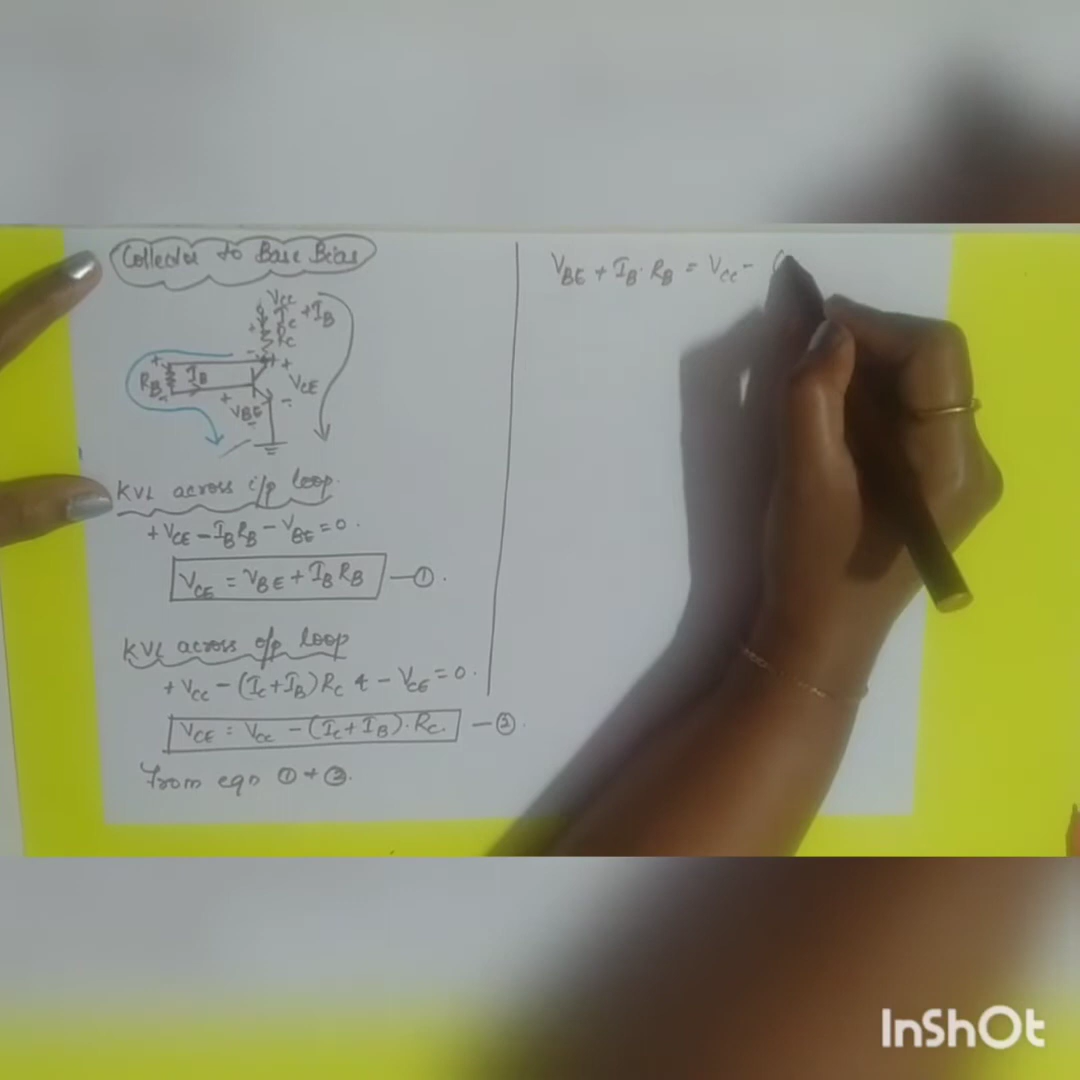 Collector to Base Bias
VCC
IC + IB
+ RC
-
+ +
RB IB
-
VCE
+ -
VBE
-
KVL across i/p loop.
+ VCE - IBRB - VBE = 0.
VCE = VBE + IBRB — ①.
KVL across o/p loop
+ VCC - (IC + IB) RC - VCE = 0.
VCE = VCC - (IC + IB). RC. — ②.
From eqn ① + ②.
VBE + IB. RB = VCC - (
InShOt